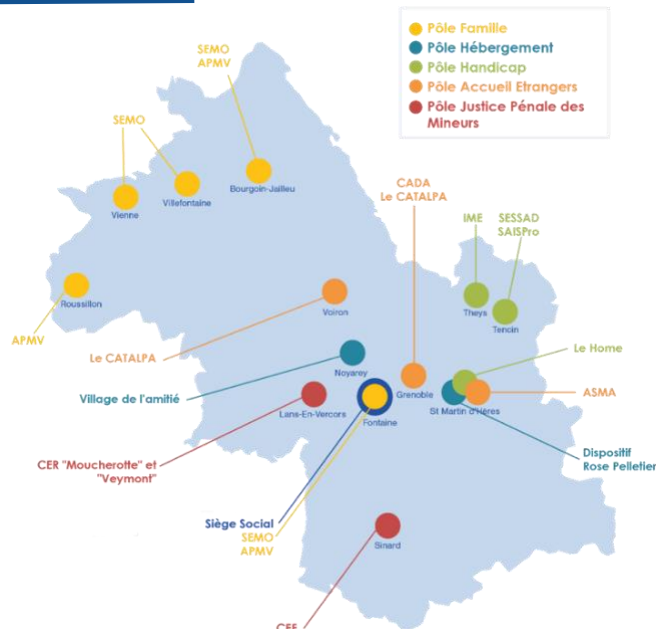 Pôle Famille
Pôle Hébergement
Pôle Handicap
Pôle Accueil Etrangers
Pôle Justice Pénale des
Mineurs
SEMO
APMV
SEMO
Bourgoin-Jailleu
Villefontaine
Vienne
CADA
Le CATALPA
IME
SESSAD
SAISPro
Roussillon
Voiron
Theys
Tencin
APMV
Le CATALPA
Noyarey
Le Home
Village de l'amitié
Grenoble
ASMA
Lans-En-Vercors
Fontaine
St Martin d'Hères
CER "Moucherotte" et
"Veymont"
Dispositif
Rose Pelletier
Siège Social
SEMO
APMV
Sinard